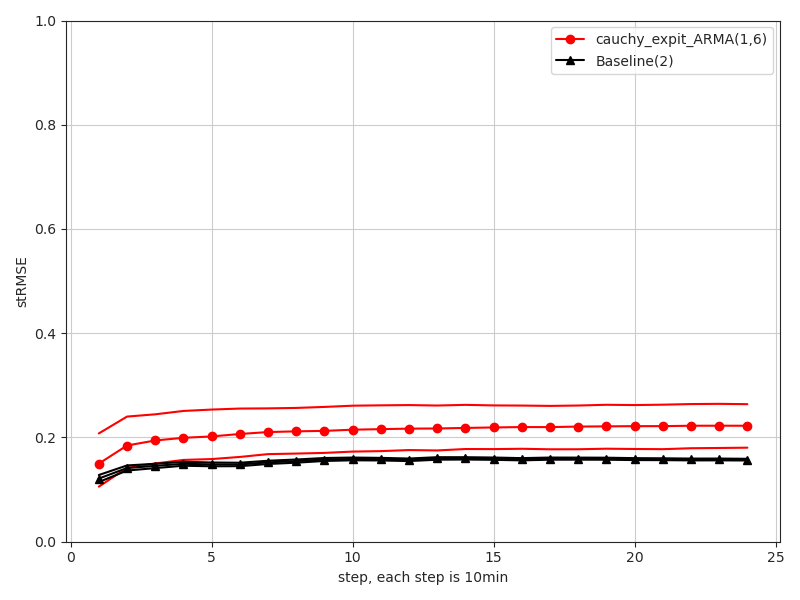 cauchy_expit_ARMA(1,6)
Baseline(2)
1.0
0.8
0.6
0.4
0.2
0.0
stRMSE
0 5 10 15 20 25
step, each step is 10min